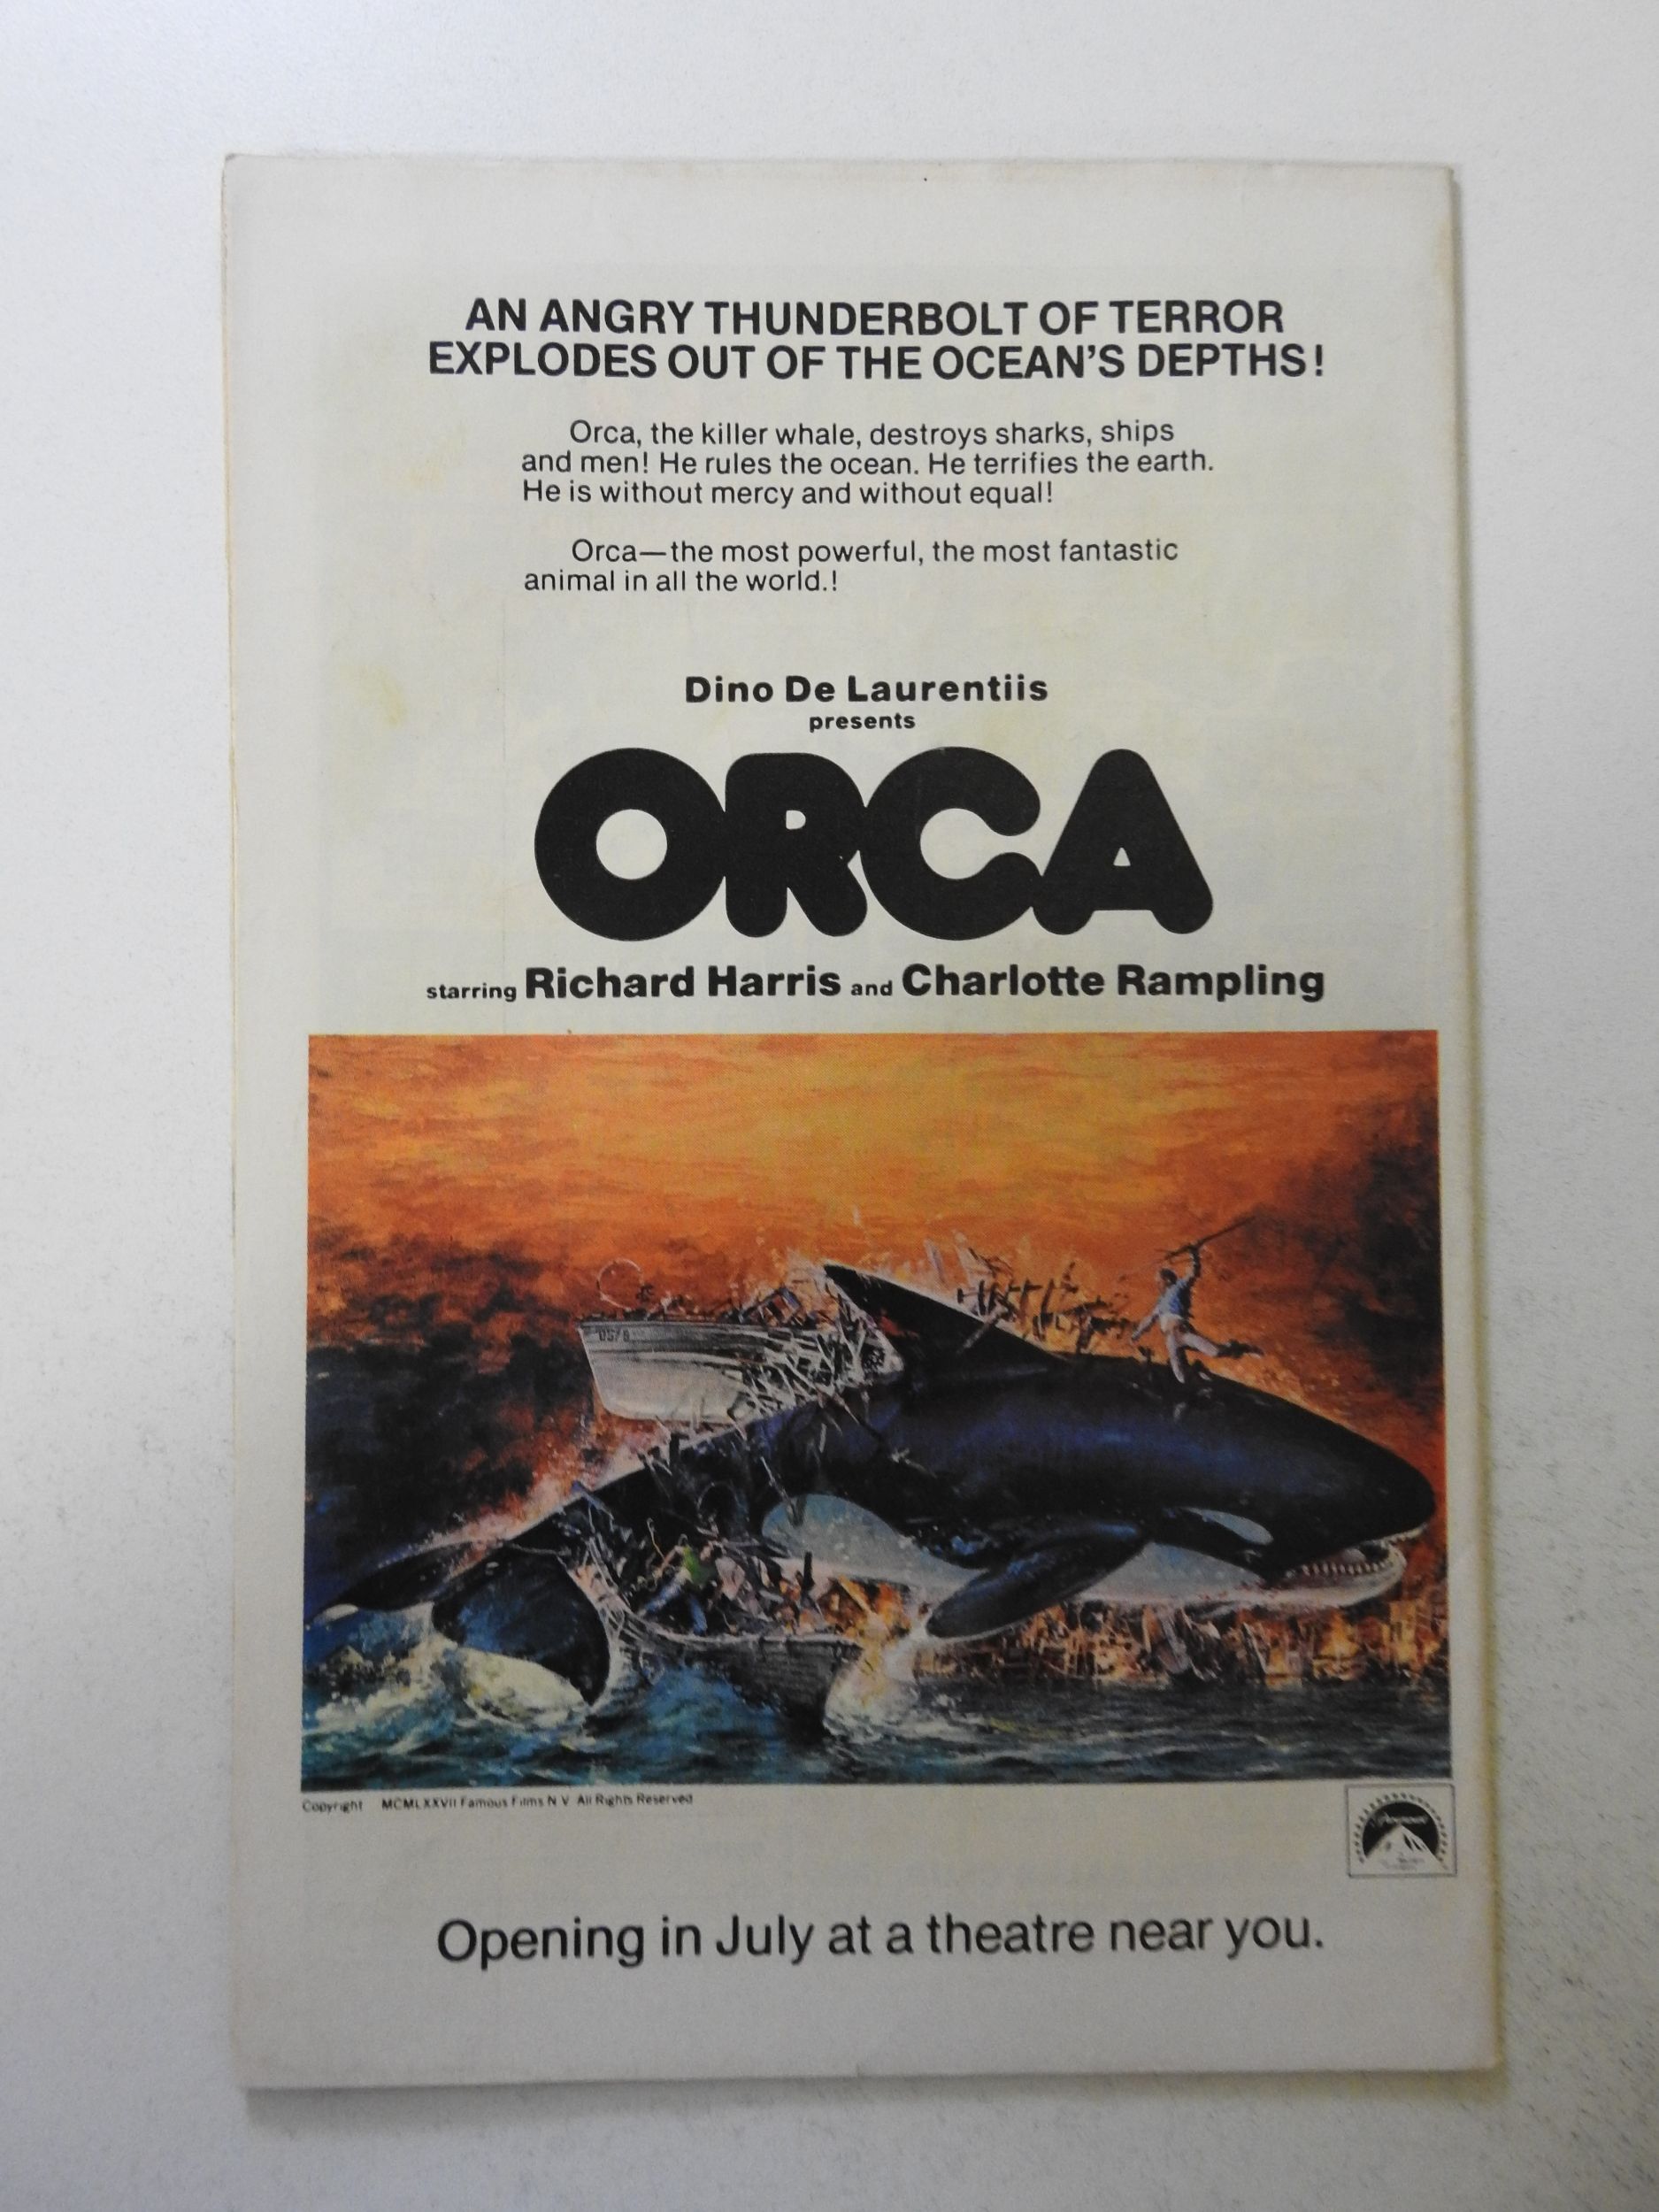 AN ANGRY THUNDERBOLT OF TERROR
EXPLODES OUT OF THE OCEAN'S DEPTHS!
Orca, the killer whale, destroys sharks, ships
and men! He rules the ocean. He terrifies the earth.
He is without mercy and without equal!
Orca—the most powerful, the most fantastic
animal in all the world.!
Dino De Laurentiis
presents
ORCA
starring Richard Harris and Charlotte Rampling
Copyright MCMLXXVII Famous Films N V All Rights Reserved
Paramount
Opening in July at a theatre near you.